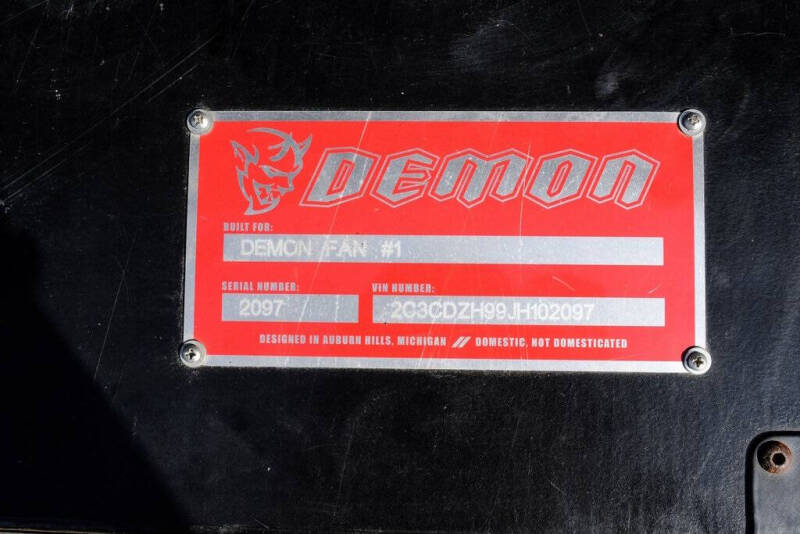 DEMON
BUILT FOR:
DEMON FAN #1
SERIAL NUMBER:
2097
VIN NUMBER:
2C3CDZH99JH102097
DESIGNED IN AUBURN HILLS, MICHIGAN // DOMESTIC, NOT DOMESTICATED